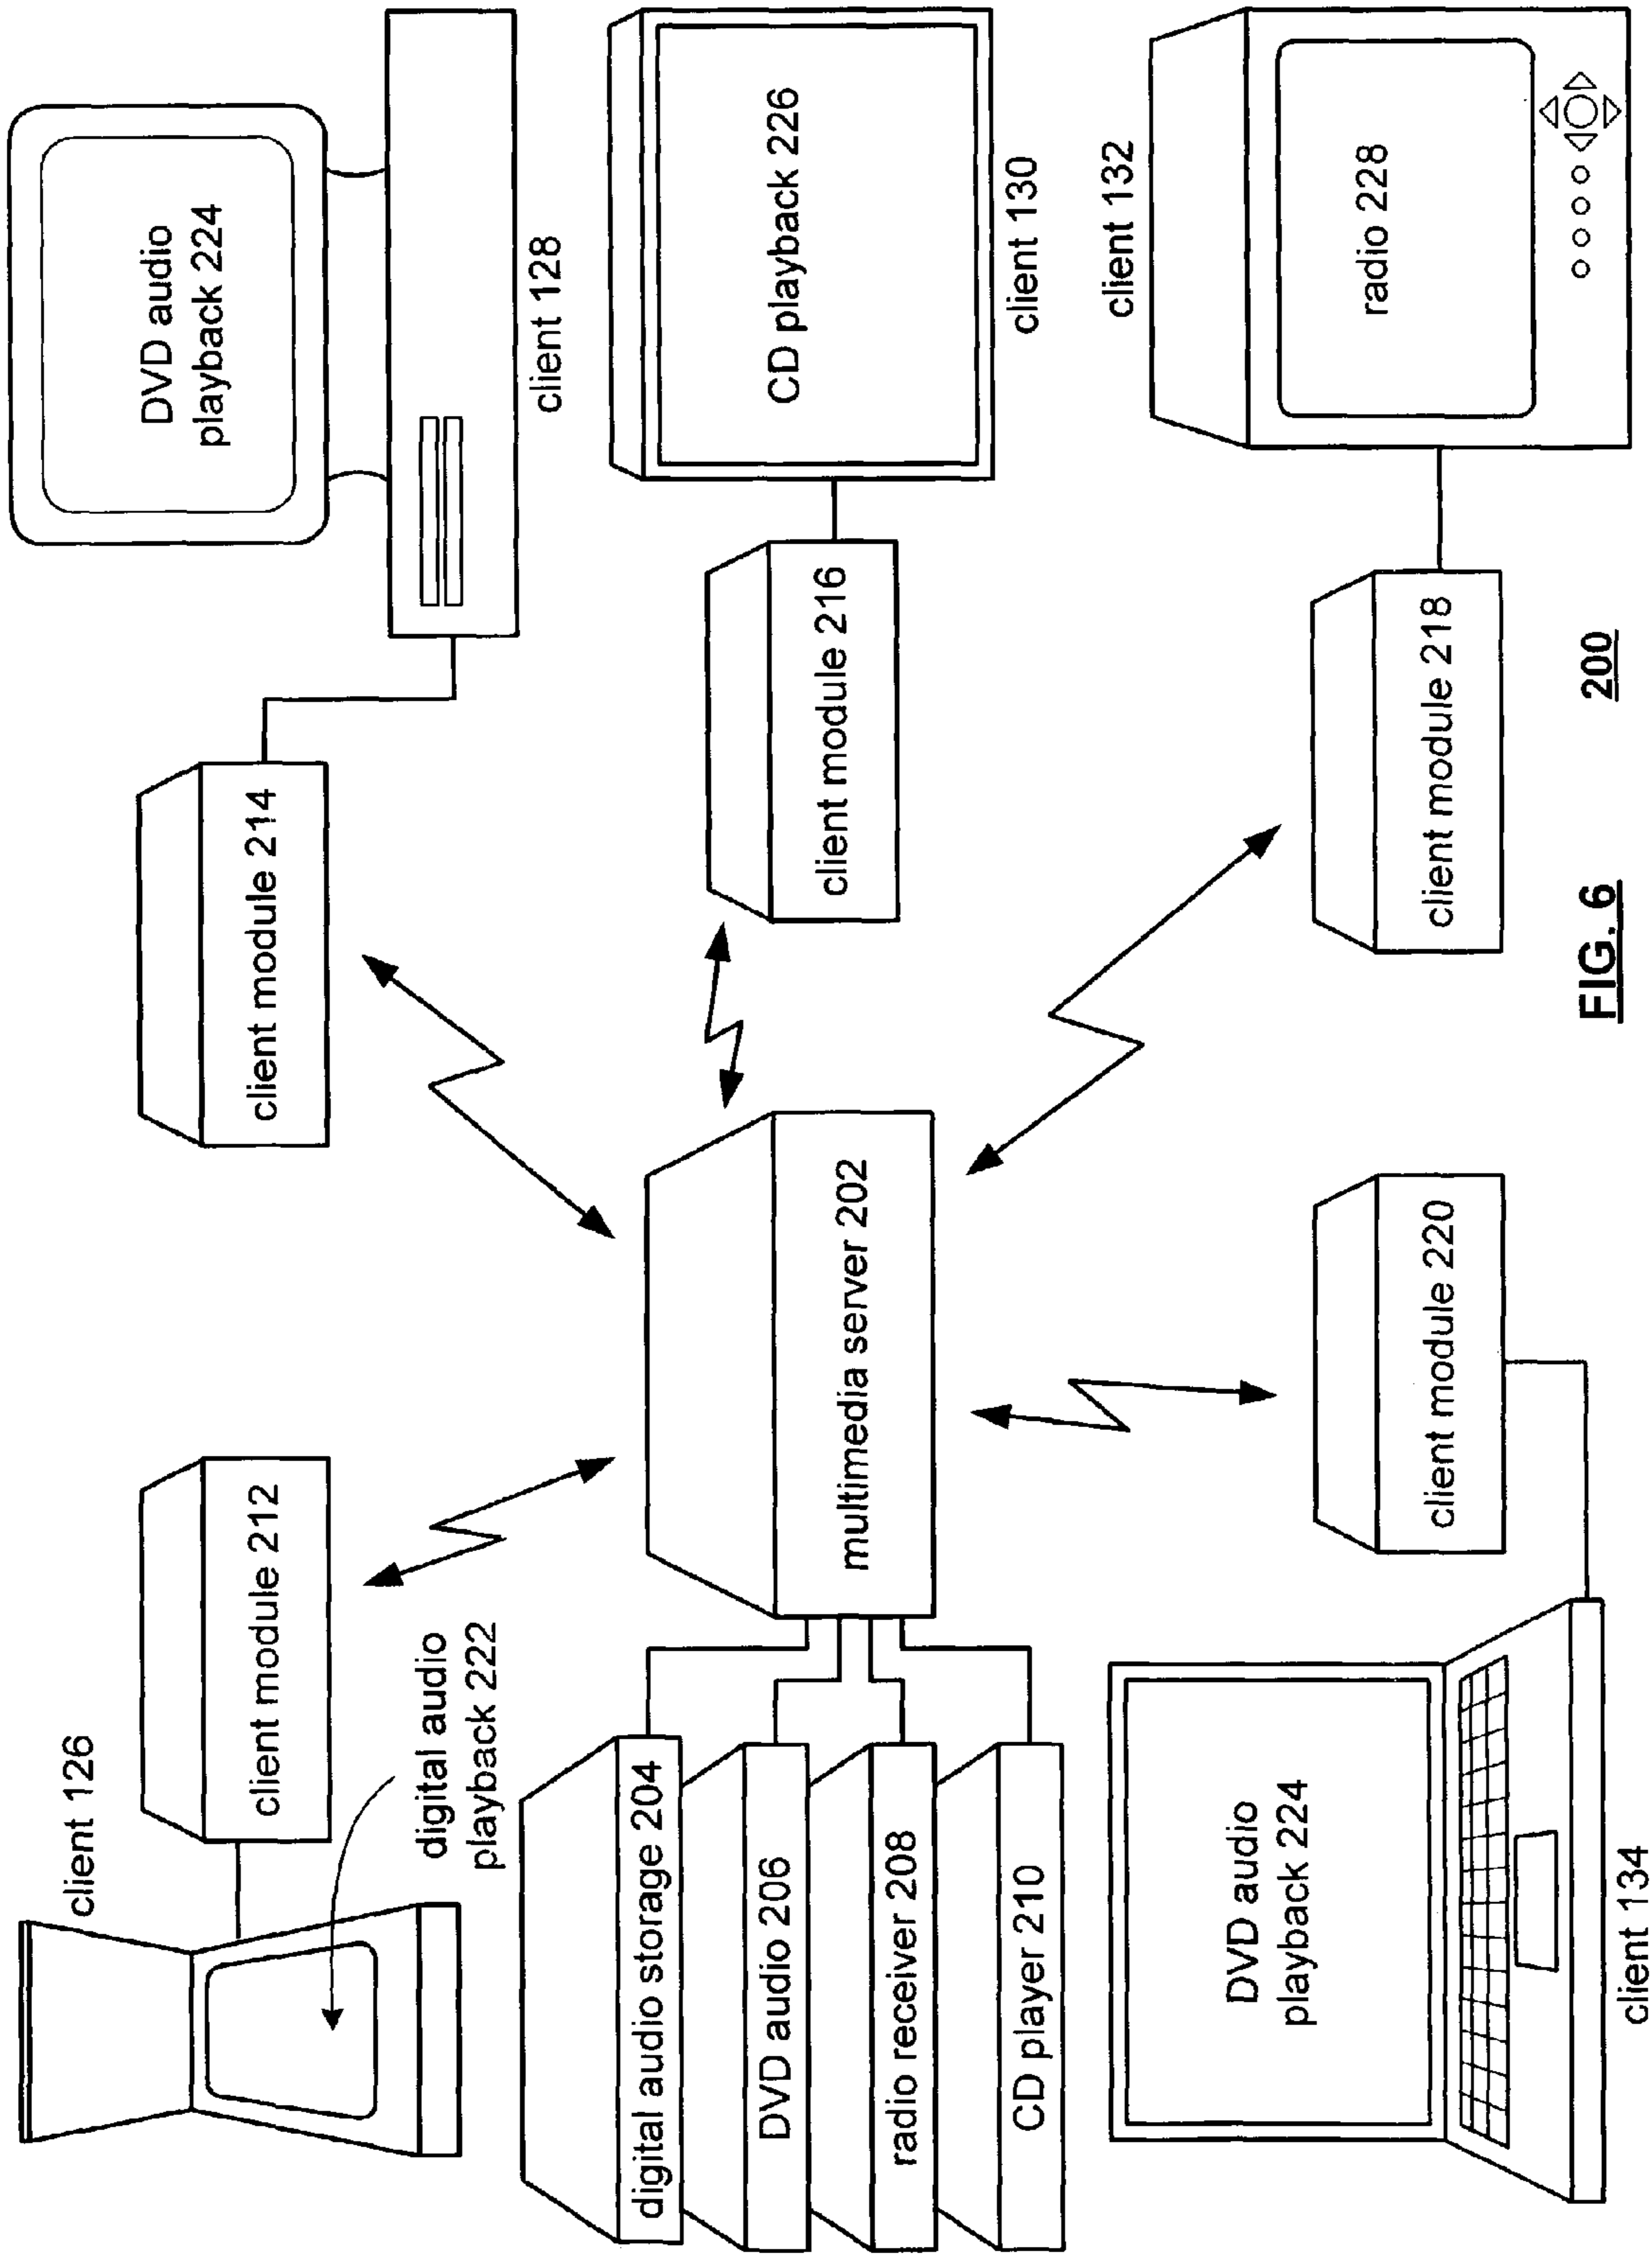 client 126
client module 212
digital audio
playback 222
client module 214
DVD audio
playback 224
client 128
digital audio storage 204
DVD audio 206
radio receiver 208
CD player 210
multimedia server 202
client module 216
CD playback 226
client 130
DVD audio
playback 224
client 134
client module 220
client module 218
client 132
radio 228
FIG. 6
200